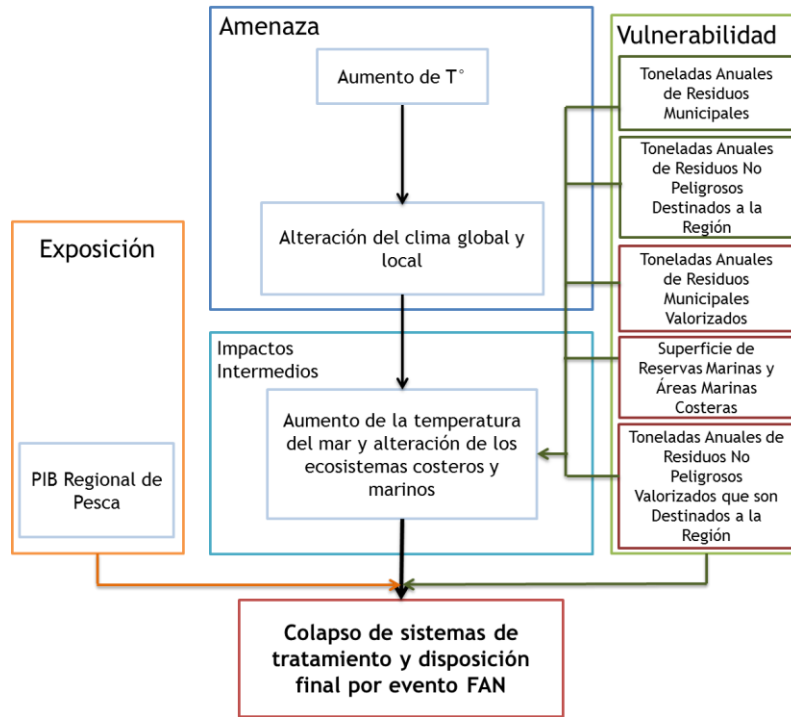 Amenaza
Aumento de T°
Alteración del clima global y
local
Exposición
PIB Regional de
Pesca
Impactos
Intermedios
Aumento de la temperatura
del mar y alteración de los
ecosistemas costeros y
marinos
Vulnerabilidad
Toneladas Anuales
de Residuos
Municipales
Toneladas Anuales
de Residuos No
Peligrosos
Destinados a la
Región
Toneladas Anuales
de Residuos
Municipales
Valorizados
Superficie de
Reservas Marinas y
Áreas Marinas
Costeras
Toneladas Anuales de
Residuos No
Peligrosos
Valorizados que son
Destinados a la
Región
Colapso de sistemas de
tratamiento y disposición
final por evento FAN